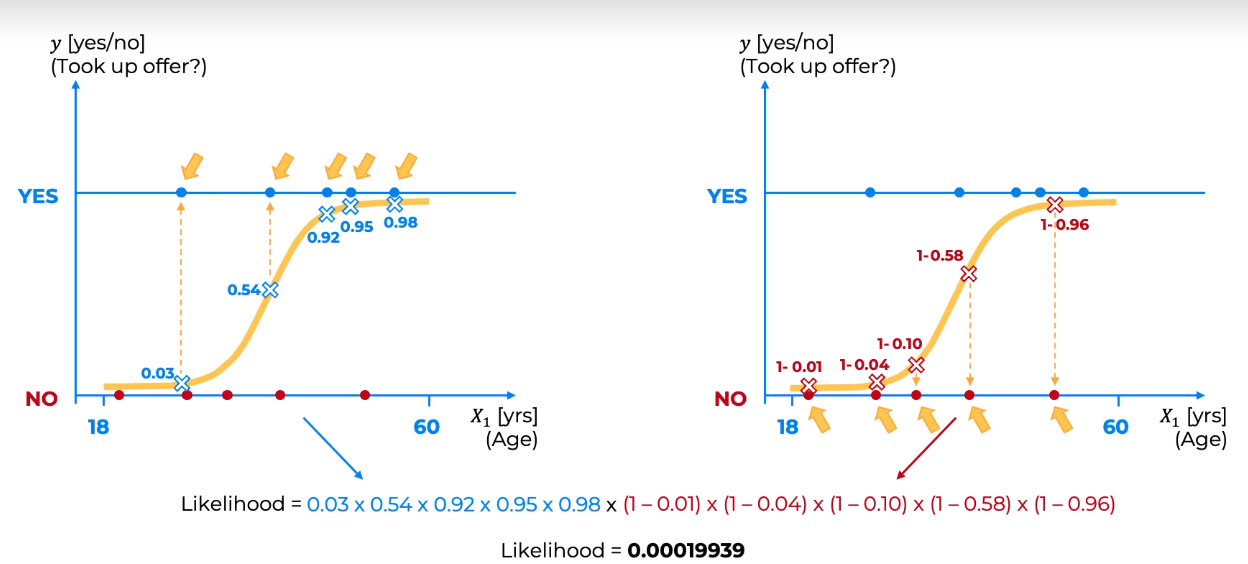 y [yes/no]
(Took up offer?)
YES
0.92
0.95
0.98
0.54
0.03
NO
18
60
X₁ [yrs]
(Age)
y [yes/no]
(Took up offer?)
YES
1-0.96
1-0.58
1-0.10
1-0.01
1-0.04
NO
18
60
X₁ [yrs]
(Age)
Likelihood = 0.03 x 0.54 x 0.92 x 0.95 x 0.98 x (1 – 0.01) x (1 – 0.04) x (1 – 0.10) x (1 – 0.58) x (1 – 0.96)
Likelihood = 0.00019939